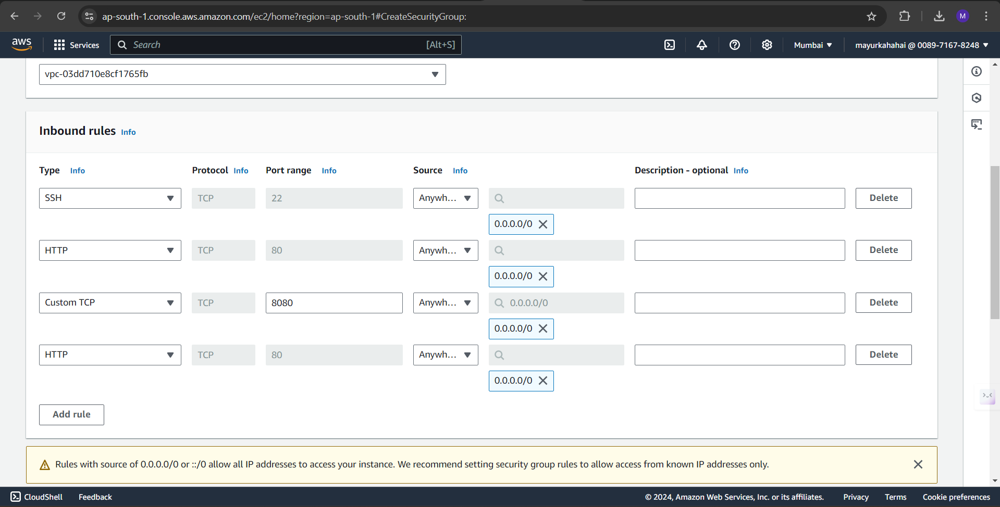 ap-south-1.console.aws.amazon.com/ec2/home?region=ap-south-1#CreateSecurityGroup:
M
aws
Services
Search
[Alt+S]
Mumbai
mayurkahahai @ 0089-7167-8248
vpc-03dd710e8cf1765fb
Inbound rules Info
Type Info Protocol Info Port range Info Source Info Description - optional Info
SSH TCP 22 Anywh... Delete
0.0.0.0/0
HTTP TCP 80 Anywh... Delete
0.0.0.0/0
Custom TCP TCP 8080 Anywh... 0.0.0.0/0 Delete
0.0.0.0/0
HTTP TCP 80 Anywh... Delete
0.0.0.0/0
Add rule
Rules with source of 0.0.0.0/0 or ::/0 allow all IP addresses to access your instance. We recommend setting security group rules to allow access from known IP addresses only.
CloudShell Feedback © 2024, Amazon Web Services, Inc. or its affiliates. Privacy Terms Cookie preferences